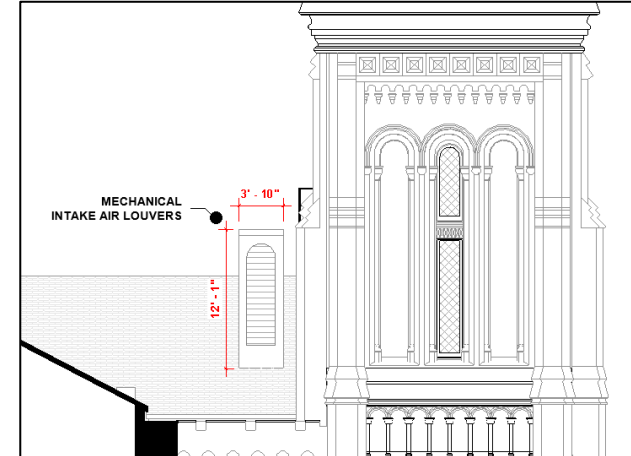 3' - 10"
MECHANICAL
INTAKE AIR LOUVERS
12' - 1"